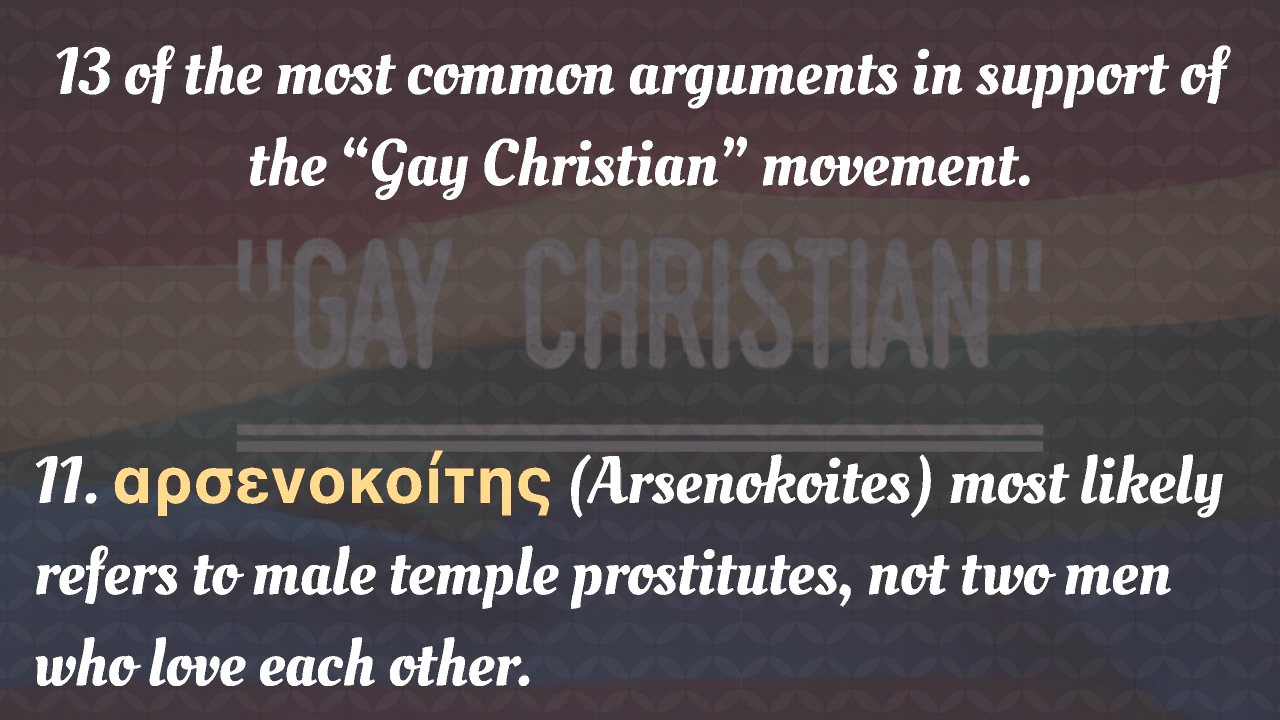 13 of the most common arguments in support of
the “Gay Christian” movement.
"GAY CHRISTIAN"
11. αρσενοκοίτης (Arsenokoites) most likely
refers to male temple prostitutes, not two men
who love each other.